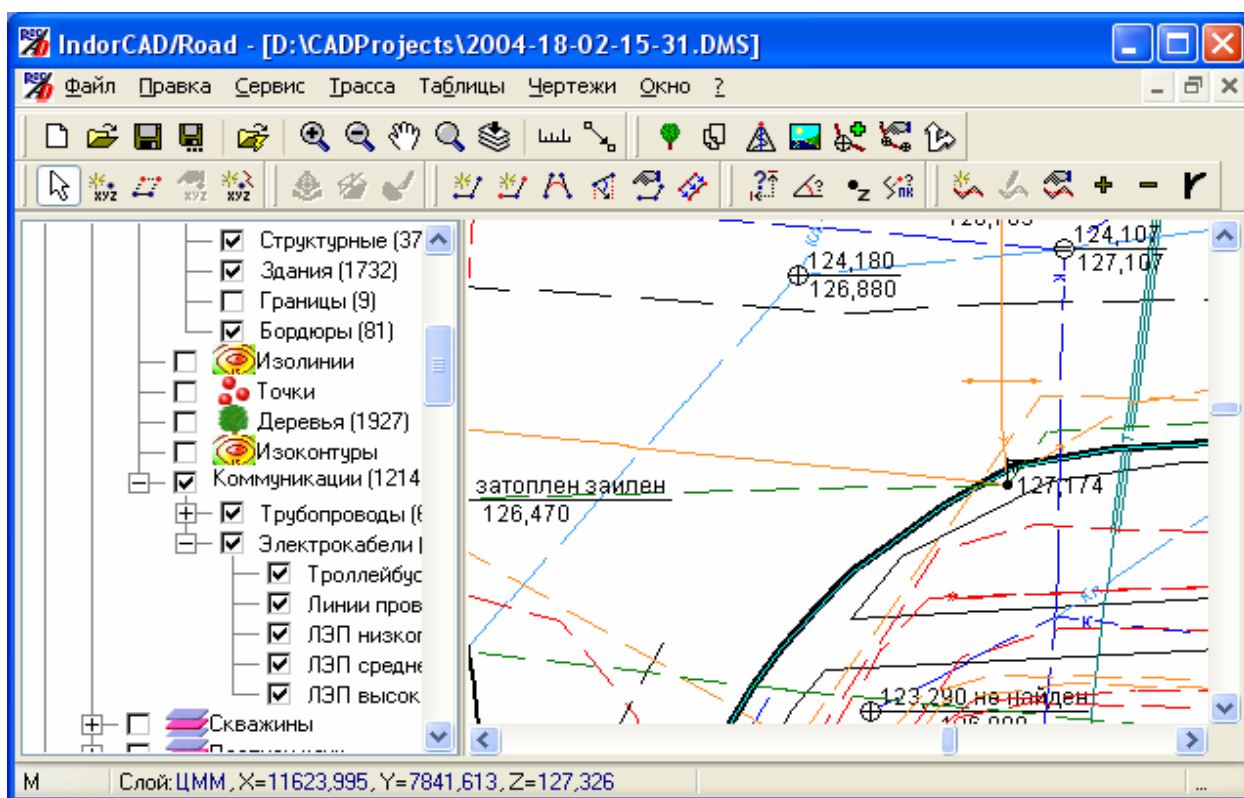 IndorCAD/Road - [D:\CADProjects\2004-18-02-15-31.DMS]
Файл Правка Сервис Трасса Таблицы Чертежи Окно ?
Структурные (37
Здания (1732)
Границы (9)
Бордюры (81)
Изолинии
Точки
Деревья (1927)
Изоконтуры
Коммуникации (1214
Трубопроводы (6
Электрокабели (
Троллейбус
Линии пров
ЛЭП низког
ЛЭП средне
ЛЭП высок
Скважины
124,180
126,880
124,107
127,107
к
затоплен заилен
126,470
127,174
к
123,290 не найден
М Слой: ЦММ , X=11623,995, Y=7841,613, Z=127,326 ...